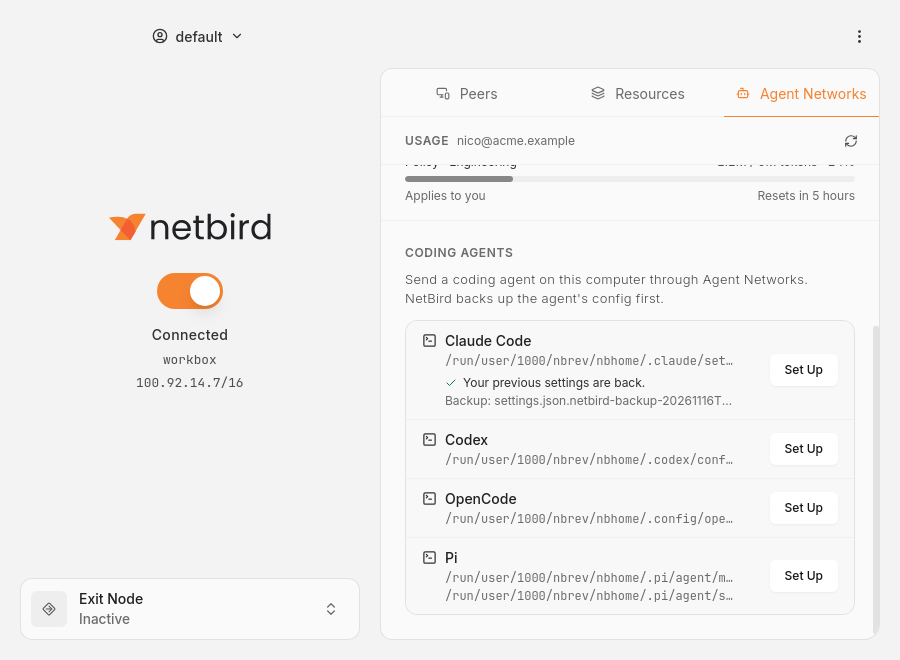 default
Peers
Resources
Agent Networks
USAGE nico@acme.example
Applies to you
Resets in 5 hours
netbird
Connected
workbox
100.92.14.7/16
CODING AGENTS
Send a coding agent on this computer through Agent Networks.
NetBird backs up the agent's config first.
Claude Code
/run/user/1000/nbrev/nbhome/.claude/set…
Your previous settings are back.
Backup: settings.json.netbird-backup-20261116T…
Set Up
Codex
/run/user/1000/nbrev/nbhome/.codex/conf…
Set Up
OpenCode
/run/user/1000/nbrev/nbhome/.config/ope…
Set Up
Pi
/run/user/1000/nbrev/nbhome/.pi/agent/m…
/run/user/1000/nbrev/nbhome/.pi/agent/s…
Set Up
Exit Node
Inactive